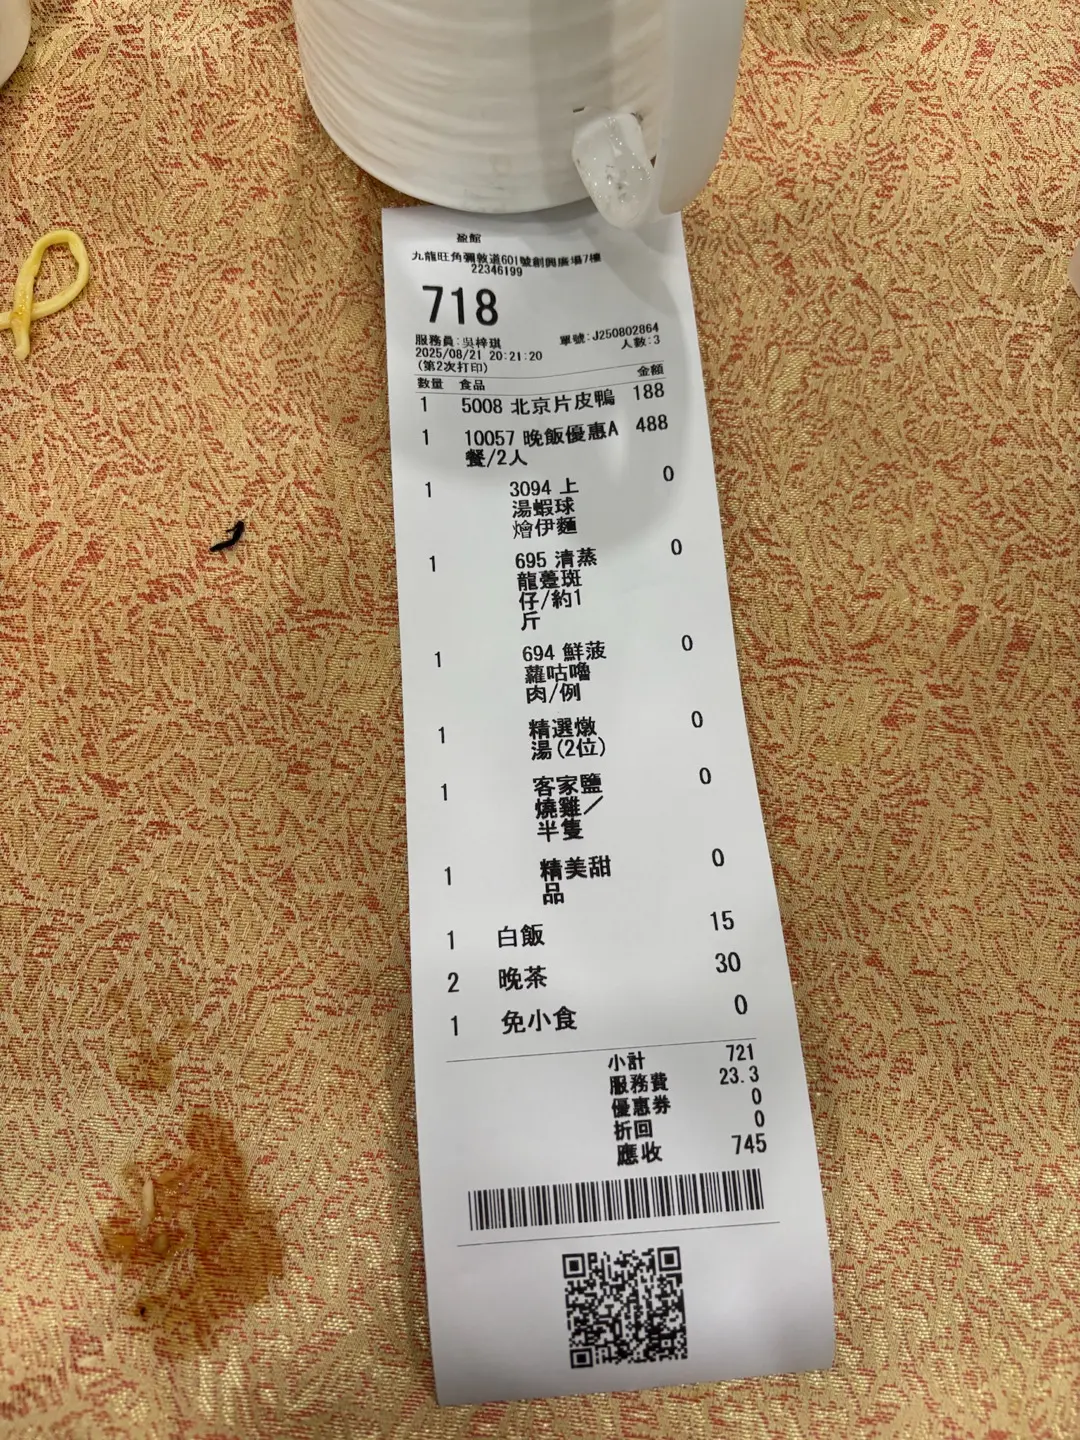 盈館
九龍旺角彌敦道601號創興廣場7樓
22346199
718
服務員:吳梓琪 單號:J250802864
2025/08/21 20:21:20 人數:3
(第2次打印)
數量 食品 金額
1 5008 北京片皮鴨 188
1 10057 晚飯優惠A 488
餐/2人
1 3094 上 0
湯蝦球
燴伊麵
1 695 清蒸 0
龍躉斑
仔/約1
斤
1 694 鮮菠 0
蘿咕嚕
肉/例
1 精選燉 0
湯(2位)
1 客家鹽 0
燒雞/
半隻
1 精美甜 0
品
1 白飯 15
2 晚茶 30
1 免小食 0
小計 721
服務費 23.3
優惠券 0
折回 0
應收 745